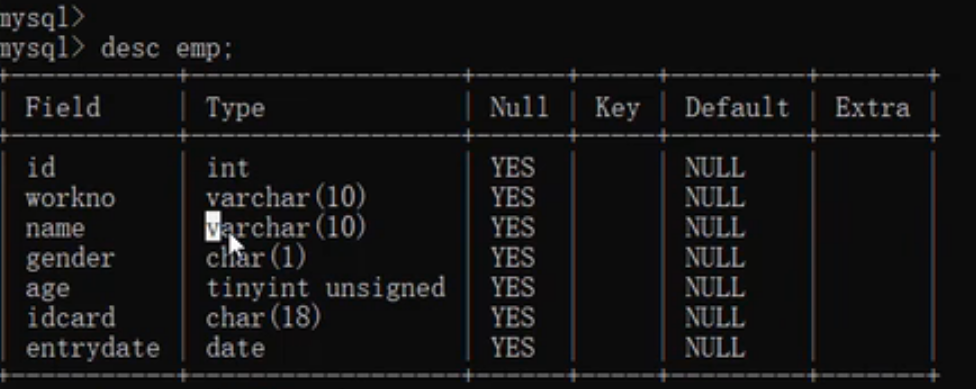 mysql>
mysql> desc emp;
+-----------+------------------+------+-----+---------+-------+
| Field | Type | Null | Key | Default | Extra |
+-----------+------------------+------+-----+---------+-------+
| id | int | YES | | NULL | |
| workno | varchar(10) | YES | | NULL | |
| name | varchar(10) | YES | | NULL | |
| gender | char(1) | YES | | NULL | |
| age | tinyint unsigned | YES | | NULL | |
| idcard | char(18) | YES | | NULL | |
| entrydate | date | YES | | NULL | |
+-----------+------------------+------+-----+---------+-------+